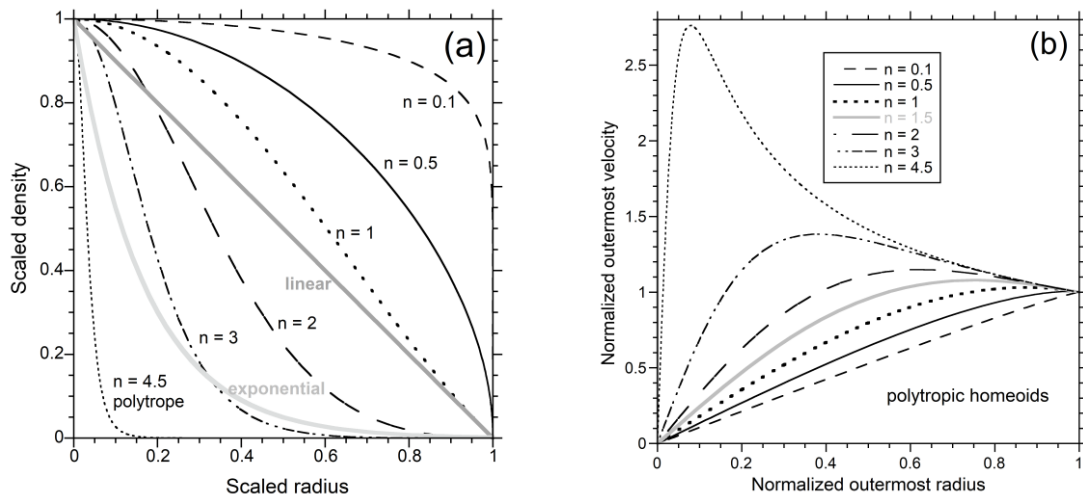 (a)
Scaled density
1
0.8
0.6
0.4
0.2
0
n = 0.1
n = 0.5
n = 1
linear
n = 2
n = 3
exponential
n = 4.5
polytrope
0 0.2 0.4 0.6 0.8 1
Scaled radius
(b)
Normalized outermost velocity
2.5
2
1.5
1
0.5
0
n = 0.1
n = 0.5
n = 1
n = 1.5
n = 2
n = 3
n = 4.5
polytropic homeoids
0 0.2 0.4 0.6 0.8 1
Normalized outermost radius